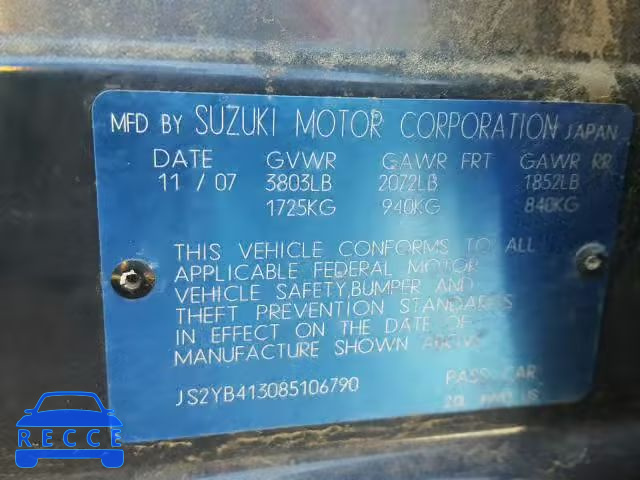 MFD BY SUZUKI MOTOR CORPORATION JAPAN
DATE GVWR GAWR FRT GAWR RR
11 / 07 3803LB 2072LB 1852LB
1725KG 940KG 840KG
THIS VEHICLE CONFORMS TO ALL
APPLICABLE FEDERAL MOTOR
VEHICLE SAFETY,BUMPER AND
THEFT PREVENTION STANDARDS
IN EFFECT ON THE DATE OF
MANUFACTURE SHOWN ABOVE
JS2YB413085106790 PASS CAR
RECCE